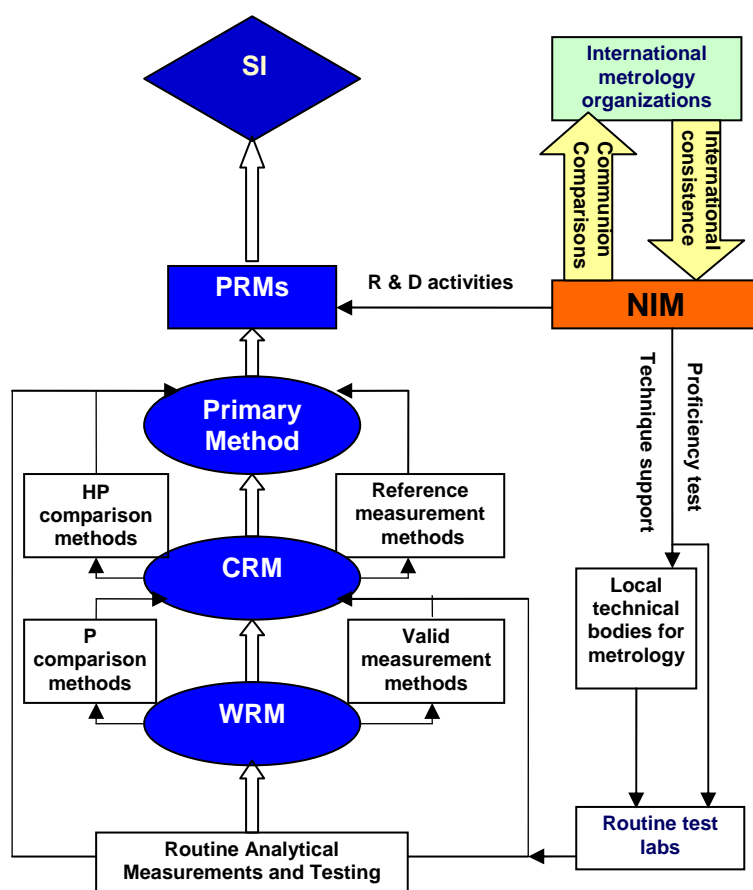 SI
International
metrology
organizations
Communion
Comparisons
International
consistence
PRMs
R & D activities
NIM
Primary
Method
Technique support
Proficiency test
HP
comparison
methods
Reference
measurement
methods
CRM
Local
technical
bodies for
metrology
P
comparison
methods
Valid
measurement
methods
WRM
Routine Analytical
Measurements and Testing
Routine test
labs